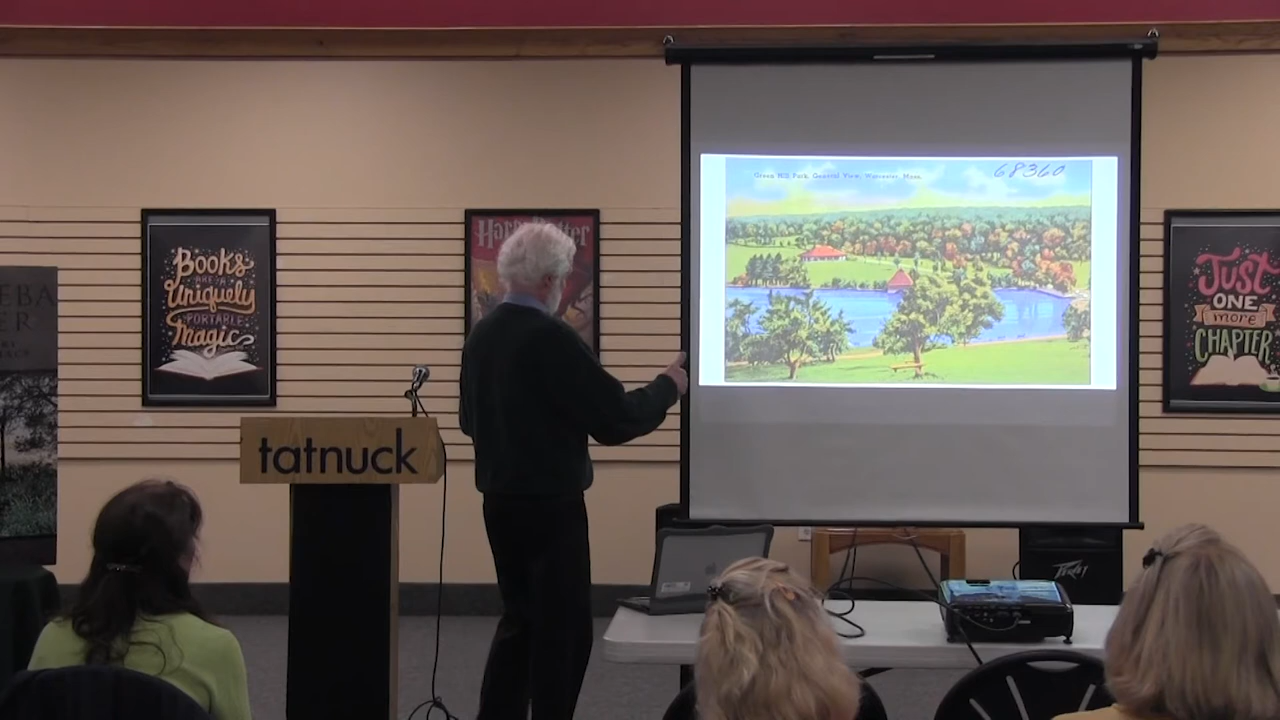 Books
are a
Uniquely
Portable
Magic
Harry Potter
tatnuck
Green Hill Park, General View, Worcester, Mass.
68360
Peavey
Just
one
more
Chapter